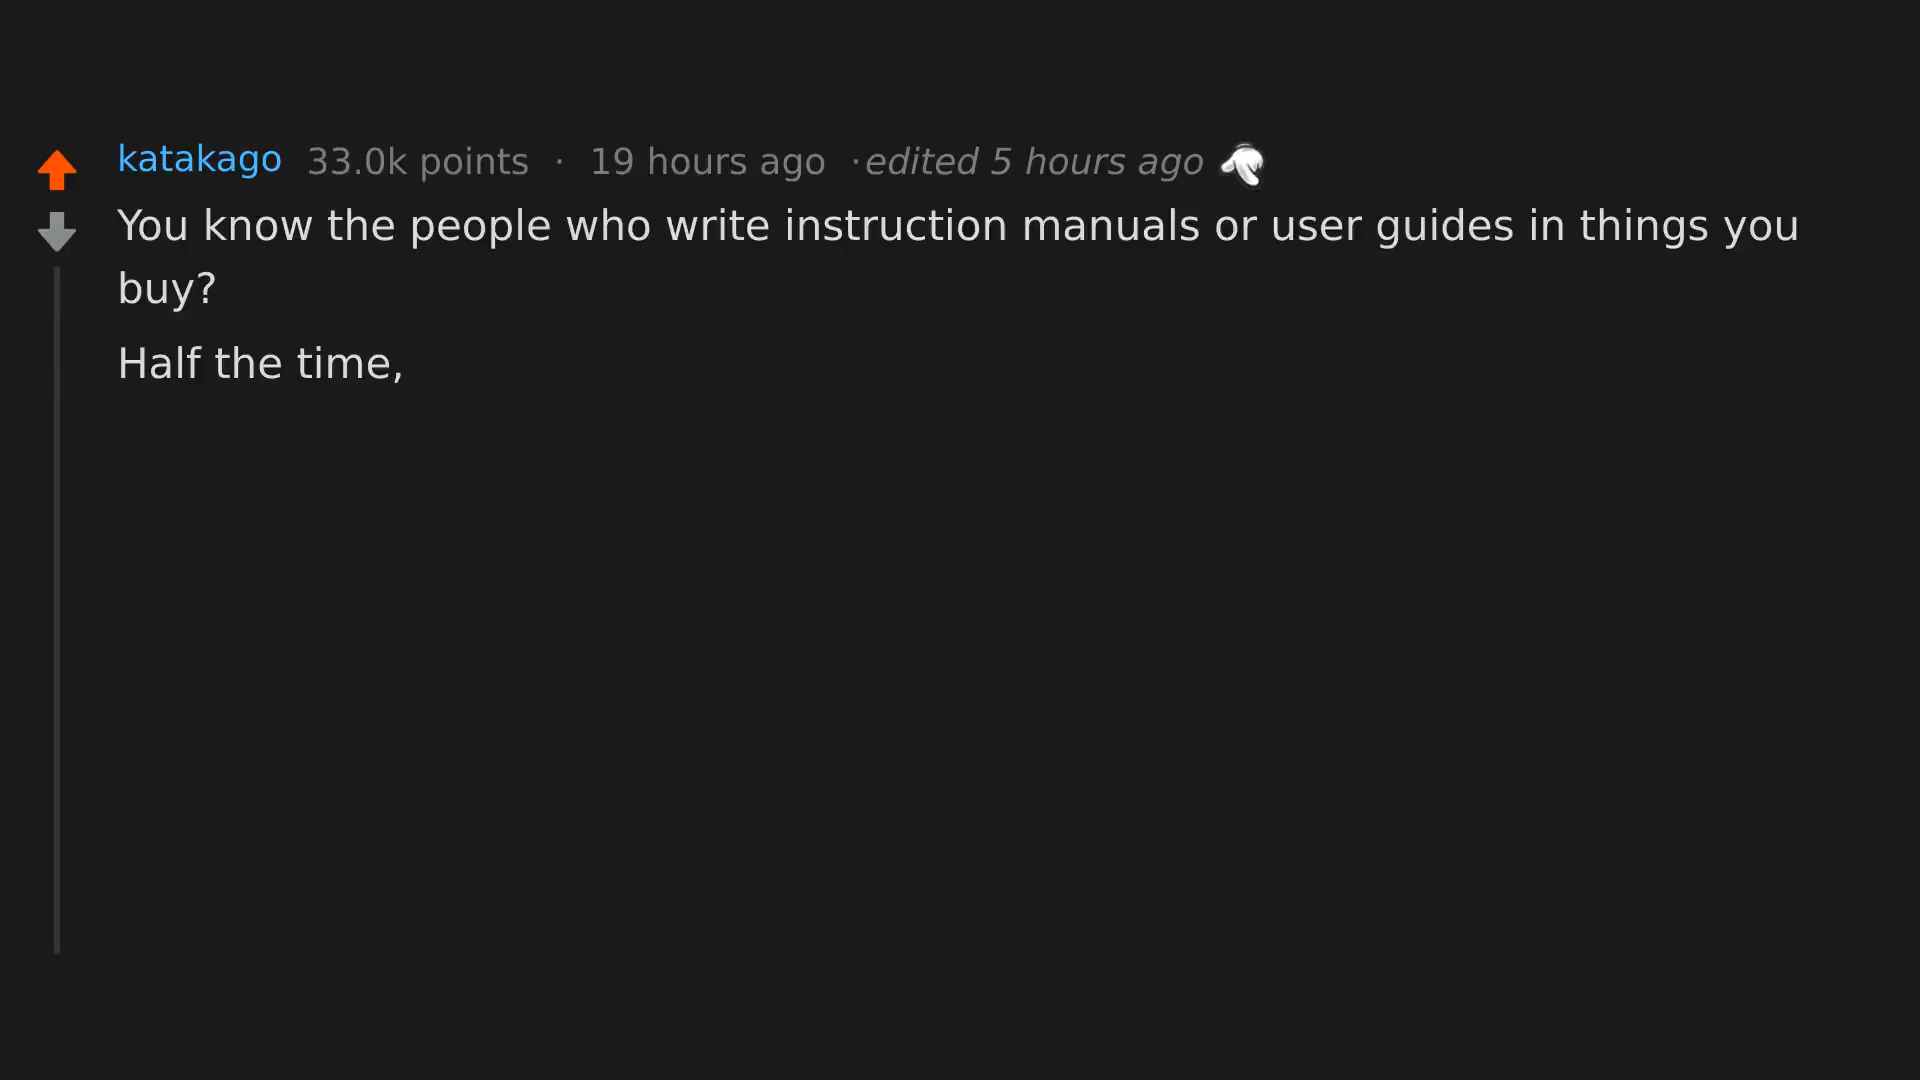 katakago 33.0k points · 19 hours ago ·edited 5 hours ago
You know the people who write instruction manuals or user guides in things you
buy?
Half the time,